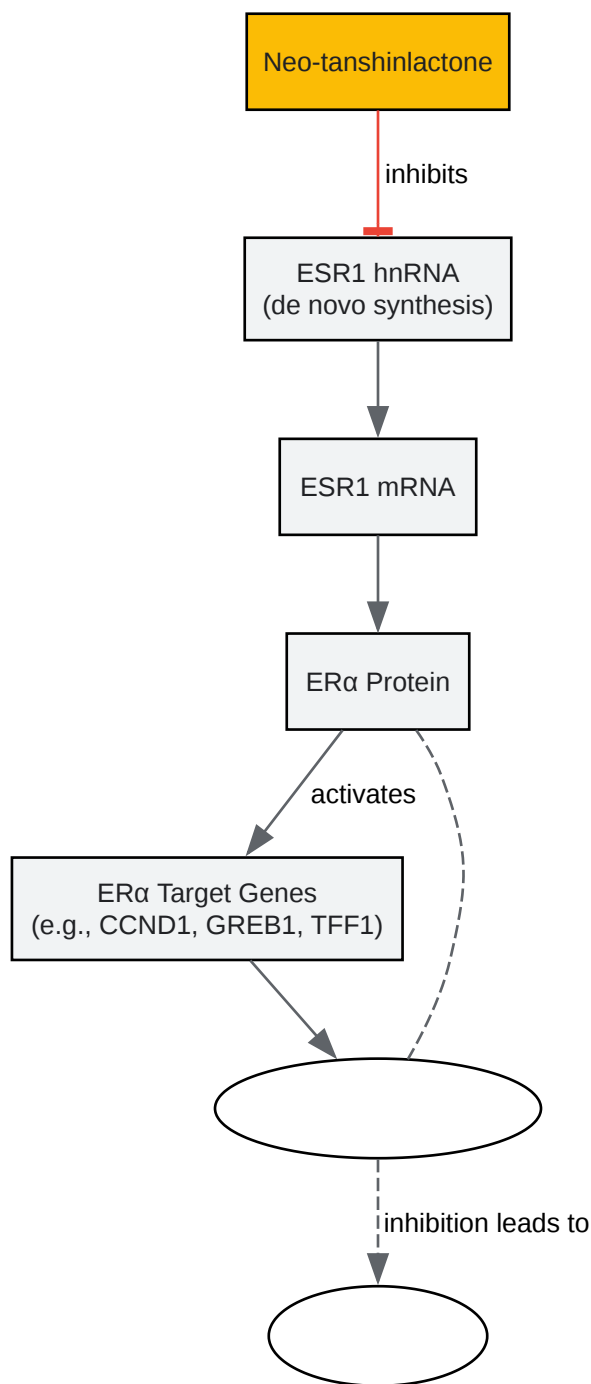 Neo-tanshinlactone
inhibits
ESR1 hnRNA
(de novo synthesis)
ESR1 mRNA
ERα Protein
activates
ERα Target Genes
(e.g., CCND1, GREB1, TFF1)
inhibition leads to